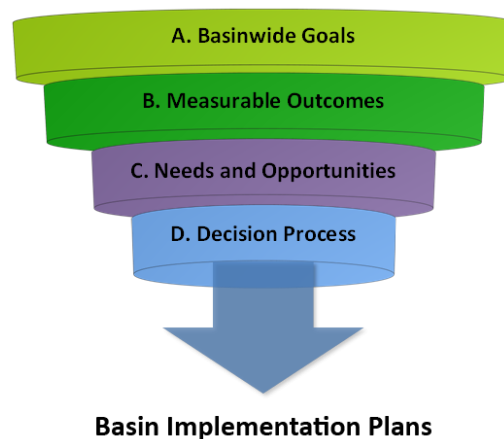 A. Basinwide Goals
B. Measurable Outcomes
C. Needs and Opportunities
D. Decision Process
Basin Implementation Plans